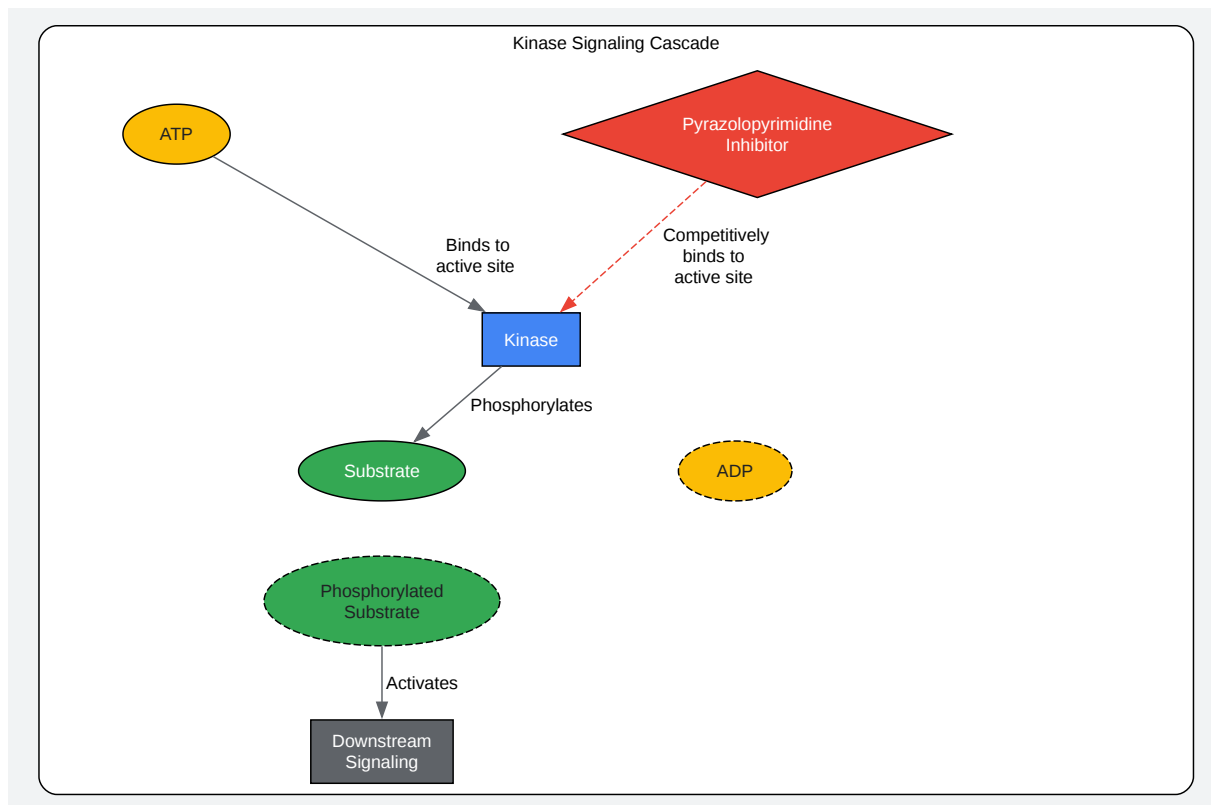 Kinase Signaling Cascade
ATP
Pyrazolopyrimidine
Inhibitor
Binds to
active site
Competitively
binds to
active site
Kinase
Phosphorylates
Substrate
ADP
Phosphorylated
Substrate
Activates
Downstream
Signaling